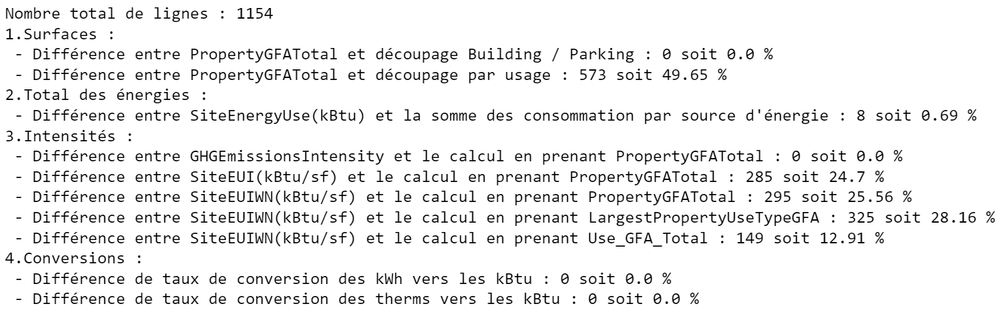 Nombre total de lignes : 1154
1.Surfaces :
 - Différence entre PropertyGFATotal et découpage Building / Parking : 0 soit 0.0 %
 - Différence entre PropertyGFATotal et découpage par usage : 573 soit 49.65 %
2.Total des énergies :
 - Différence entre SiteEnergyUse(kBtu) et la somme des consommation par source d'énergie : 8 soit 0.69 %
3.Intensités :
 - Différence entre GHGEmissionsIntensity et le calcul en prenant PropertyGFATotal : 0 soit 0.0 %
 - Différence entre SiteEUI(kBtu/sf) et le calcul en prenant PropertyGFATotal : 285 soit 24.7 %
 - Différence entre SiteEUIWN(kBtu/sf) et le calcul en prenant PropertyGFATotal : 295 soit 25.56 %
 - Différence entre SiteEUIWN(kBtu/sf) et le calcul en prenant LargestPropertyUseTypeGFA : 325 soit 28.16 %
 - Différence entre SiteEUIWN(kBtu/sf) et le calcul en prenant Use_GFA_Total : 149 soit 12.91 %
4.Conversions :
 - Différence de taux de conversion des kWh vers les kBtu : 0 soit 0.0 %
 - Différence de taux de conversion des therms vers les kBtu : 0 soit 0.0 %